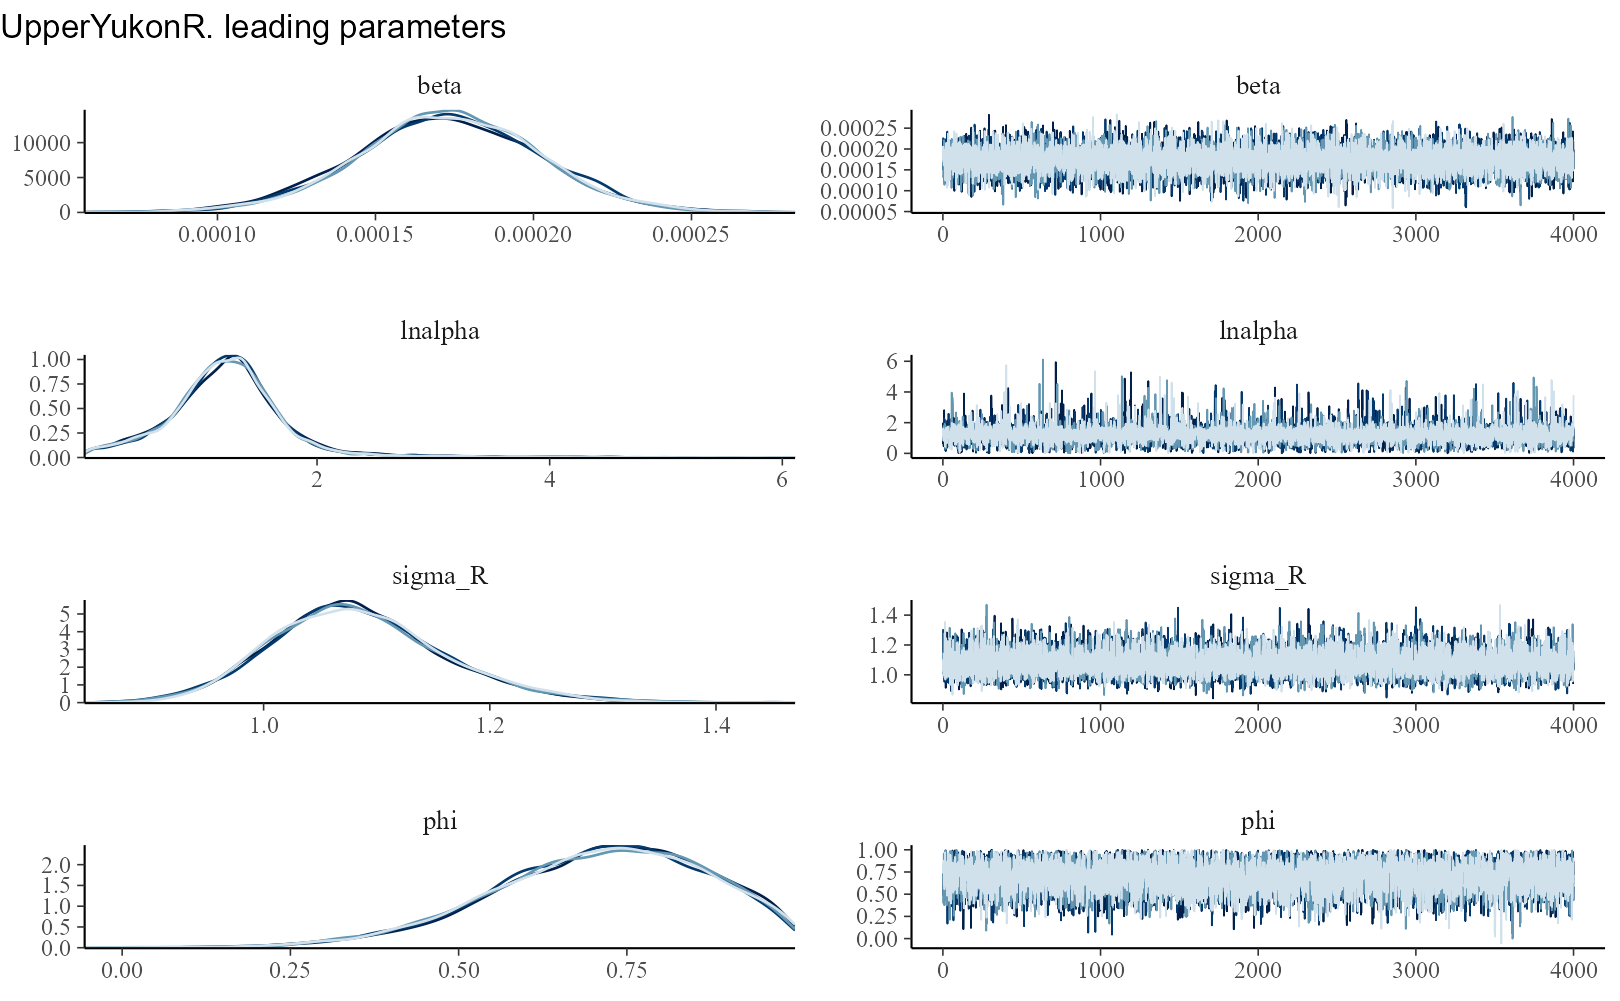 UpperYukonR. leading parameters
beta
10000
5000
0
0.00010 0.00015 0.00020 0.00025
beta
0.00025
0.00020
0.00015
0.00010
0.00005
0 1000 2000 3000 4000
lnalpha
1.00
0.75
0.50
0.25
0.00
2 4 6
lnalpha
6
4
2
0
0 1000 2000 3000 4000
sigma_R
5
4
3
2
1
0
1.0 1.2 1.4
sigma_R
1.4
1.2
1.0
0 1000 2000 3000 4000
phi
2.0
1.5
1.0
0.5
0.0
0.00 0.25 0.50 0.75
phi
1.00
0.75
0.50
0.25
0.00
0 1000 2000 3000 4000